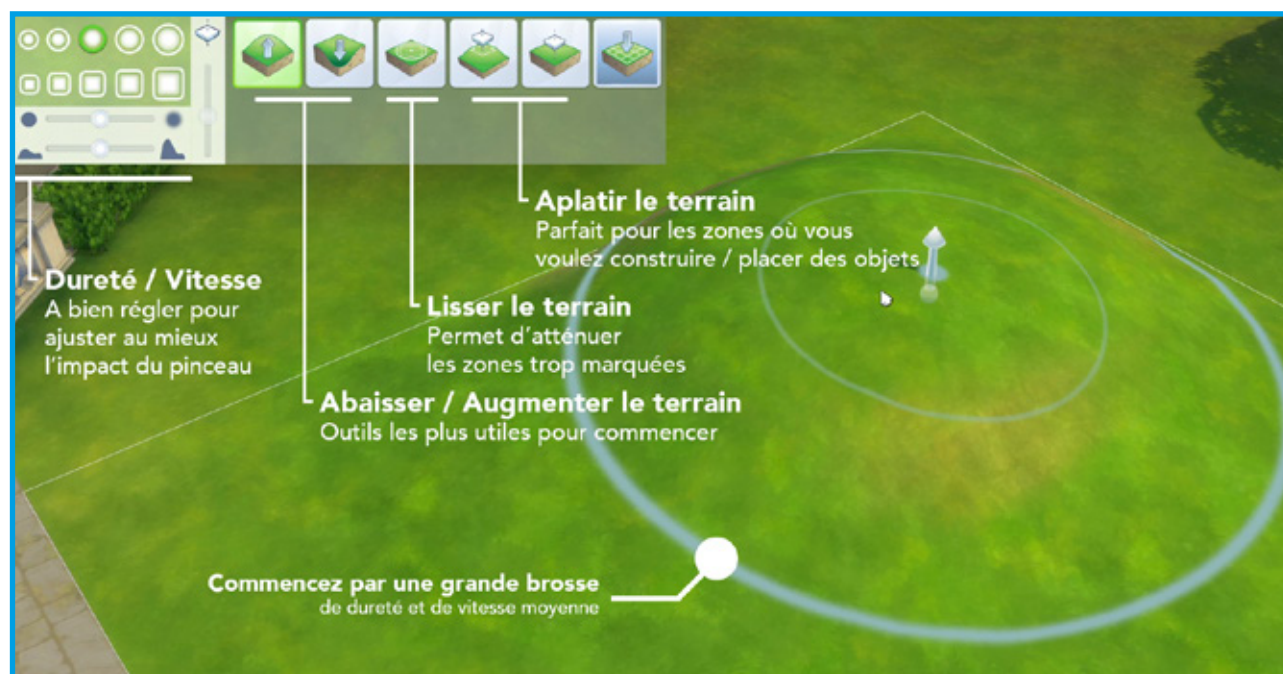 Aplatir le terrain
Parfait pour les zones où vous
voulez construire / placer des objets
Dureté / Vitesse
A bien régler pour
ajuster au mieux
l'impact du pinceau
Lisser le terrain
Permet d'atténuer
les zones trop marquées
Abaisser / Augmenter le terrain
Outils les plus utiles pour commencer
Commencez par une grande brosse
de dureté et de vitesse moyenne